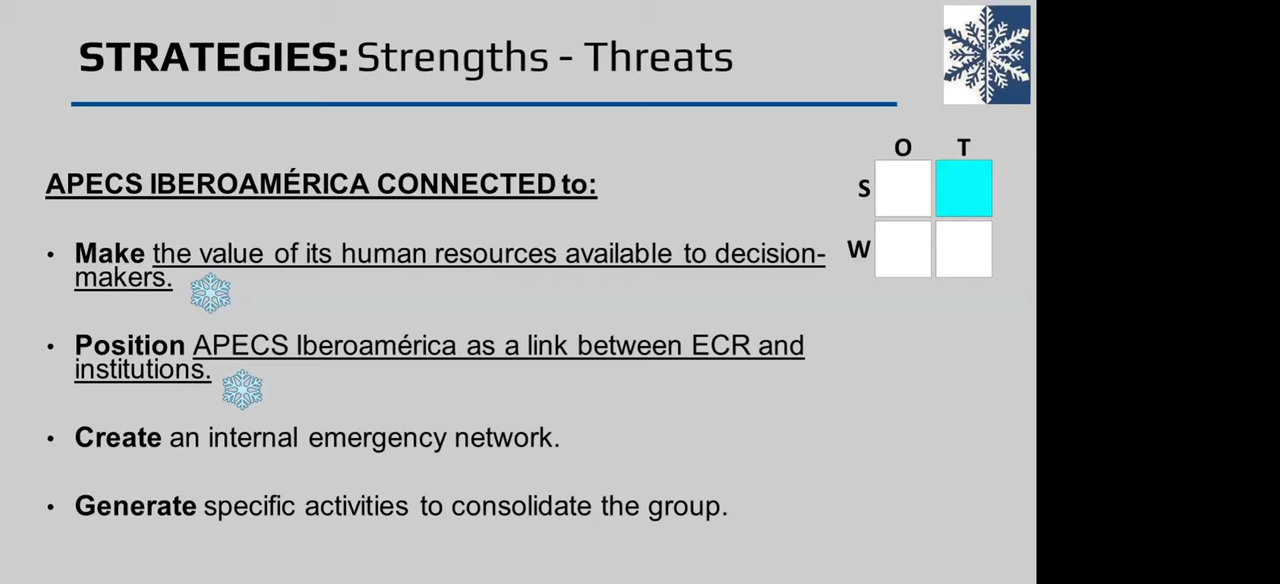 STRATEGIES: Strengths - Threats
O T
APECS IBEROAMÉRICA CONNECTED to:
S
• Make the value of its human resources available to decision-
makers.
W
• Position APECS Iberoamérica as a link between ECR and
institutions.
• Create an internal emergency network.
• Generate specific activities to consolidate the group.